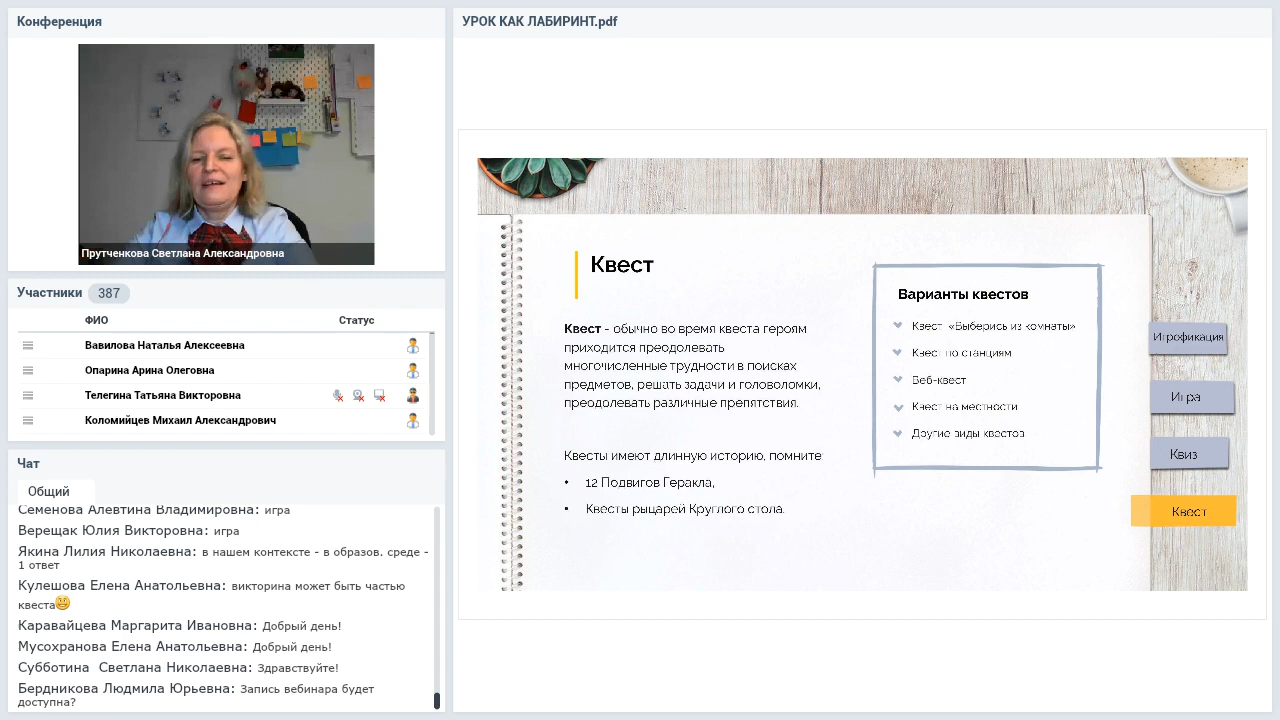 Конференция
Прутченкова Светлана Александровна
Участники 387
ФИО Статус
Вавилова Наталья Алексеевна
Опарина Арина Олеговна
Телегина Татьяна Викторовна
Коломийцев Михаил Александрович
Чат
Общий
Семенова Алевтина Владимировна: игра
Верещак Юлия Викторовна: игра
Якина Лилия Николаевна: в нашем контексте - в образов. среде -
1 ответ
Кулешова Елена Анатольевна: викторина может быть частью
квеста
Каравайцева Маргарита Ивановна: Добрый день!
Мусохранова Елена Анатольевна: Добрый день!
Субботина Светлана Николаевна: Здравствуйте!
Бердникова Людмила Юрьевна: Запись вебинара будет
доступна?
УРОК КАК ЛАБИРИНТ.pdf
Квест
Квест - обычно во время квеста героям
приходится преодолевать
многочисленные трудности в поисках
предметов, решать задачи и головоломки,
преодолевать различные препятствия.
Квесты имеют длинную историю, помните
• 12 Подвигов Геракла,
• Квесты рыцарей Круглого стола.
Варианты квестов
Квест «Выберись из комнаты»
Квест по станциям
Веб-квест
Квест на местности
Другие виды квестов
Игрофикация
Игра
Квиз
Квест